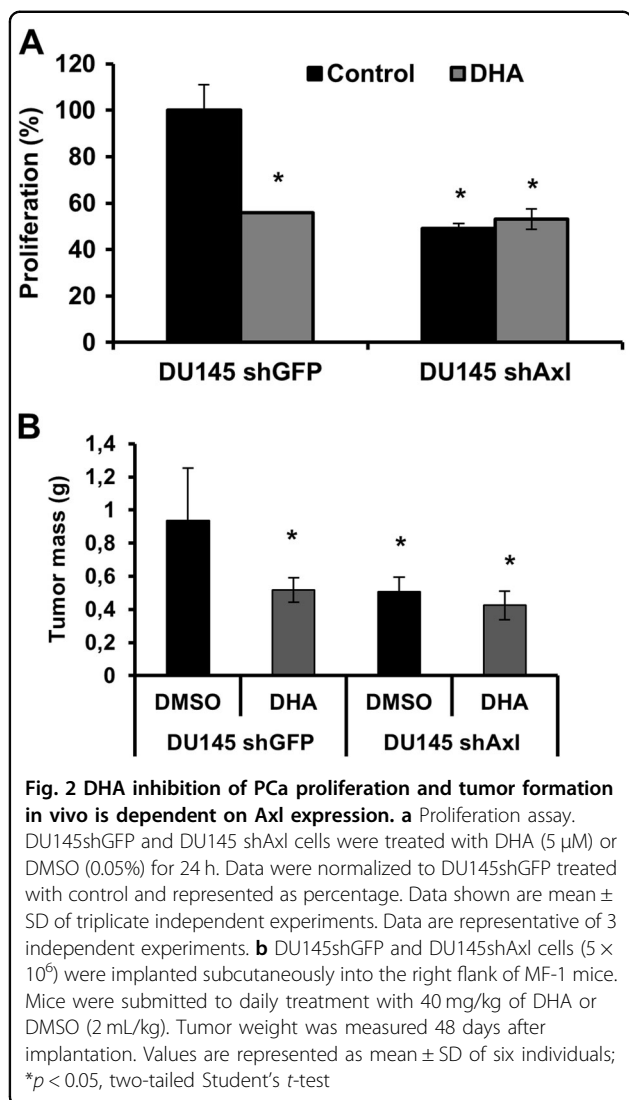 A
120
100
80
60
40
20
0
Proliferation (%)
Control DHA
*
* *
DU145 shGFP DU145 shAxl
B
1,4
1,2
1
0,8
0,6
0,4
0,2
0
Tumor mass (g)
* * *
DMSO DHA DMSO DHA
DU145 shGFP DU145 shAxl
Fig. 2 DHA inhibition of PCa proliferation and tumor formation
in vivo is dependent on Axl expression. a Proliferation assay.
DU145shGFP and DU145 shAxl cells were treated with DHA (5 μM) or
DMSO (0.05%) for 24 h. Data were normalized to DU145shGFP treated
with control and represented as percentage. Data shown are mean ±
SD of triplicate independent experiments. Data are representative of 3
independent experiments. b DU145shGFP and DU145shAxl cells (5 ×
10⁶) were implanted subcutaneously into the right flank of MF-1 mice.
Mice were submitted to daily treatment with 40 mg/kg of DHA or
DMSO (2 mL/kg). Tumor weight was measured 48 days after
implantation. Values are represented as mean ± SD of six individuals;
*p < 0.05, two-tailed Student's t-test